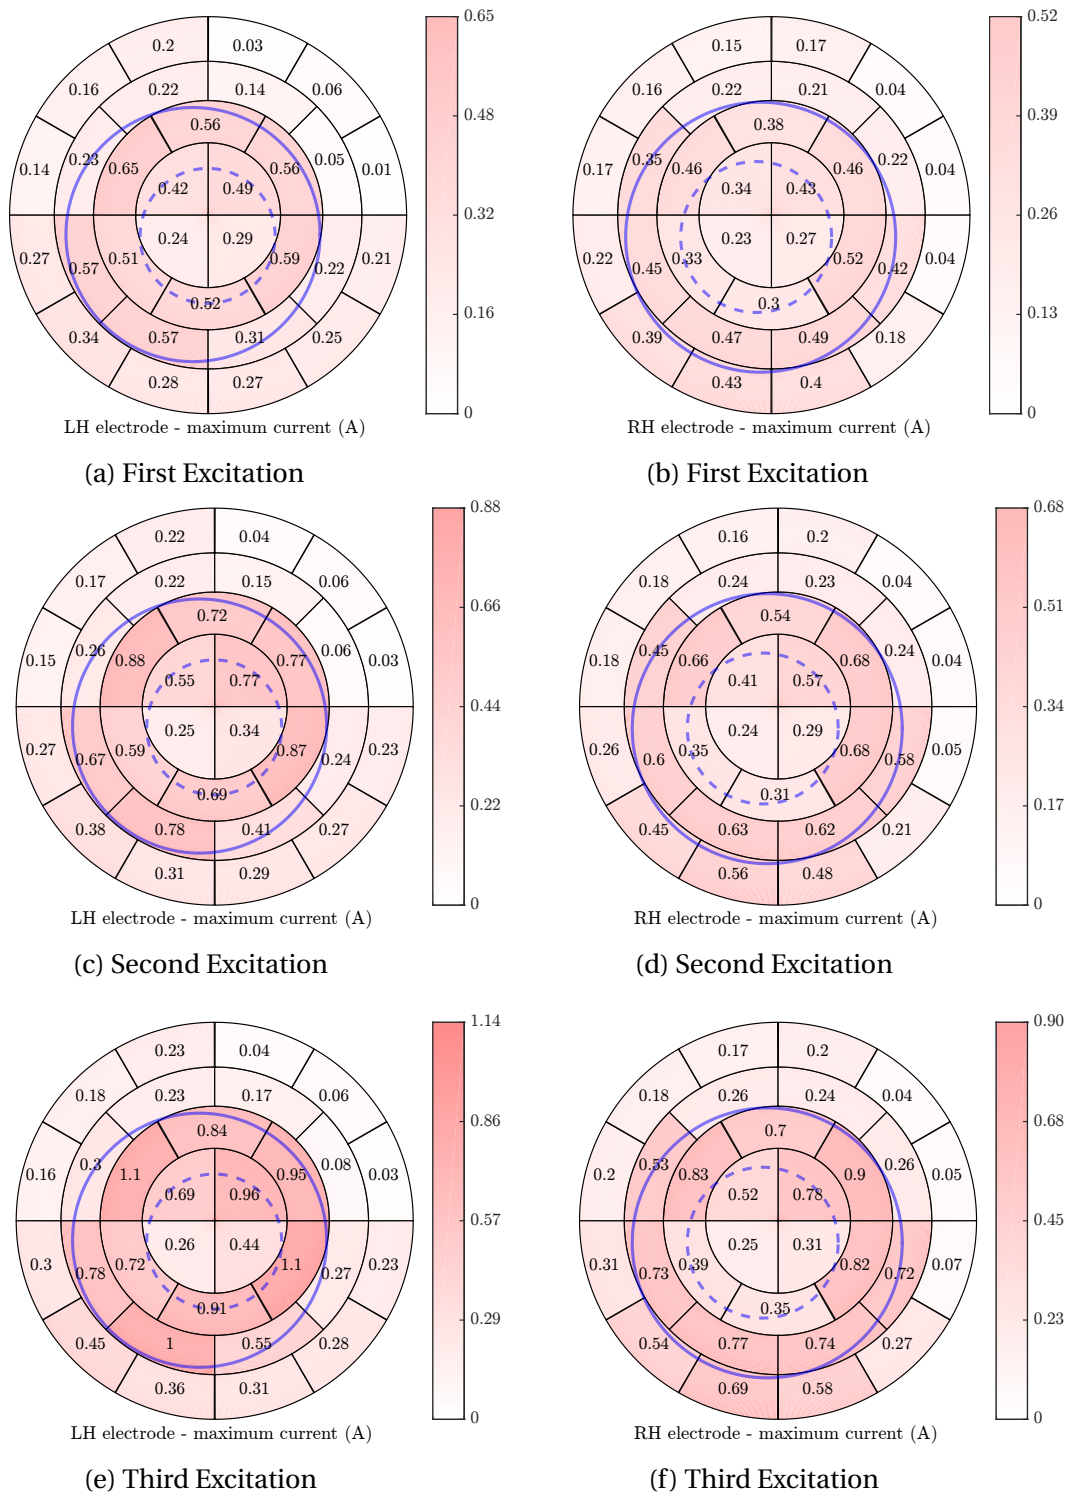 0.2 0.03 0.65
0.16 0.22 0.14 0.06
0.56 0.48
0.14 0.23 0.65 0.56 0.05 0.01
0.42 0.49
0.32
0.24 0.29
0.27 0.57 0.51 0.59 0.22 0.21
0.52 0.16
0.34 0.57 0.31 0.25
0.28 0.27
0
LH electrode - maximum current (A)
(a) First Excitation
0.15 0.17 0.52
0.16 0.22 0.21 0.04
0.38 0.39
0.17 0.35 0.46 0.46 0.22 0.04
0.34 0.43
0.26
0.23 0.27
0.22 0.45 0.33 0.52 0.42 0.04
0.3 0.13
0.39 0.47 0.49 0.18
0.43 0.4
0
RH electrode - maximum current (A)
(b) First Excitation
0.22 0.04 0.88
0.17 0.22 0.15 0.06
0.72 0.66
0.15 0.26 0.88 0.77 0.06 0.03
0.55 0.77
0.44
0.25 0.34
0.27 0.67 0.59 0.87 0.24 0.23
0.69 0.22
0.38 0.78 0.41 0.27
0.31 0.29
0
LH electrode - maximum current (A)
(c) Second Excitation
0.16 0.2 0.68
0.18 0.24 0.23 0.04
0.54 0.51
0.18 0.45 0.66 0.68 0.24 0.04
0.41 0.57
0.34
0.24 0.29
0.26 0.6 0.35 0.68 0.58 0.05
0.31 0.17
0.45 0.63 0.62 0.21
0.56 0.48
0
RH electrode - maximum current (A)
(d) Second Excitation
0.23 0.04 1.14
0.18 0.23 0.17 0.06
0.84 0.86
0.16 0.3 1.1 0.95 0.08 0.03
0.69 0.96
0.57
0.26 0.44
0.3 0.78 0.72 1.1 0.27 0.23
0.91 0.29
0.45 1 0.55 0.28
0.36 0.31
0
LH electrode - maximum current (A)
(e) Third Excitation
0.17 0.2 0.90
0.18 0.26 0.24 0.04
0.7 0.68
0.2 0.53 0.83 0.9 0.26 0.05
0.52 0.78
0.45
0.25 0.31
0.31 0.73 0.39 0.82 0.72 0.07
0.35 0.23
0.54 0.77 0.74 0.27
0.69 0.58
0
RH electrode - maximum current (A)
(f) Third Excitation